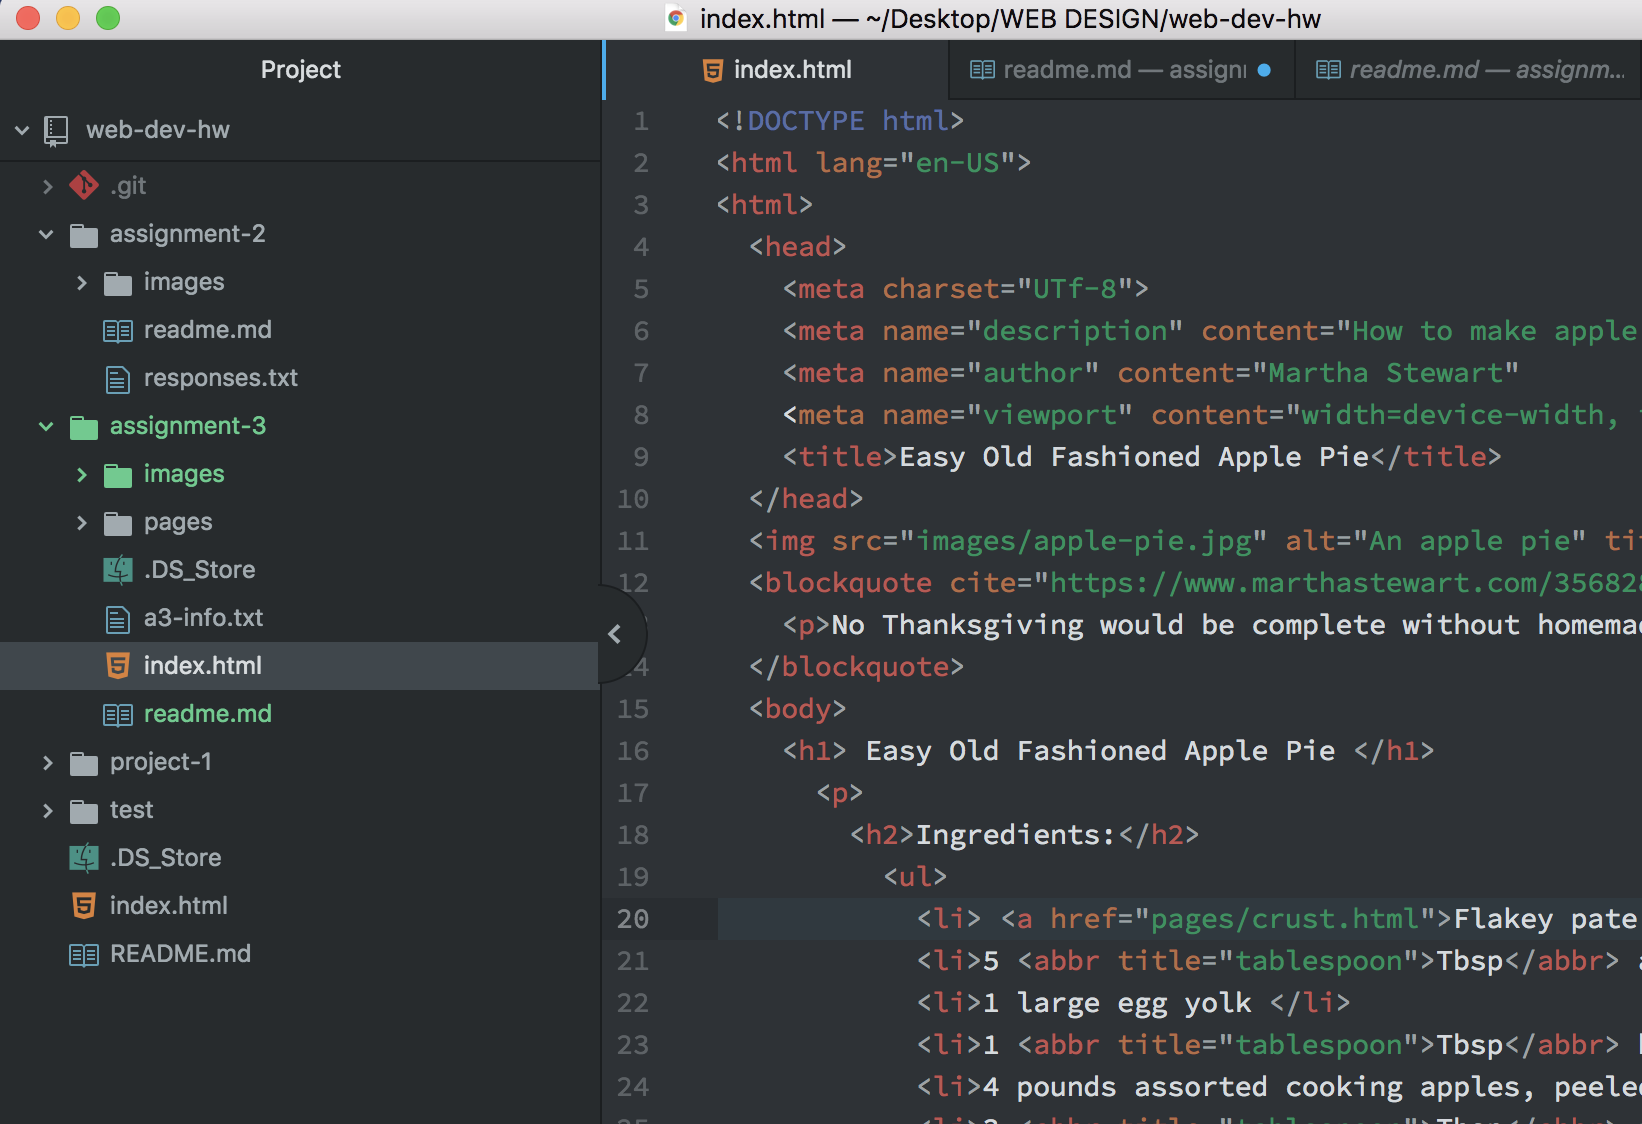 index.html — ~/Desktop/WEB DESIGN/web-dev-hw
Project
web-dev-hw
.git
assignment-2
images
readme.md
responses.txt
assignment-3
images
pages
.DS_Store
a3-info.txt
index.html
readme.md
project-1
test
.DS_Store
index.html
README.md
index.html
readme.md — assignm
readme.md — assignm...
1 <!DOCTYPE html>
2 <html lang="en-US">
3 <html>
4 <head>
5 <meta charset="UTf-8">
6 <meta name="description" content="How to make apple
7 <meta name="author" content="Martha Stewart"
8 <meta name="viewport" content="width=device-width,
9 <title>Easy Old Fashioned Apple Pie</title>
10 </head>
11 <img src="images/apple-pie.jpg" alt="An apple pie" ti
12 <blockquote cite="https://www.marthastewart.com/356828
<p>No Thanksgiving would be complete without homema
14 </blockquote>
15 <body>
16 <h1> Easy Old Fashioned Apple Pie </h1>
17 <p>
18 <h2>Ingredients:</h2>
19 <ul>
20 <li> <a href="pages/crust.html">Flakey pate
21 <li>5 <abbr title="tablespoon">Tbsp</abbr> a
22 <li>1 large egg yolk </li>
23 <li>1 <abbr title="tablespoon">Tbsp</abbr>
24 <li>4 pounds assorted cooking apples, peele